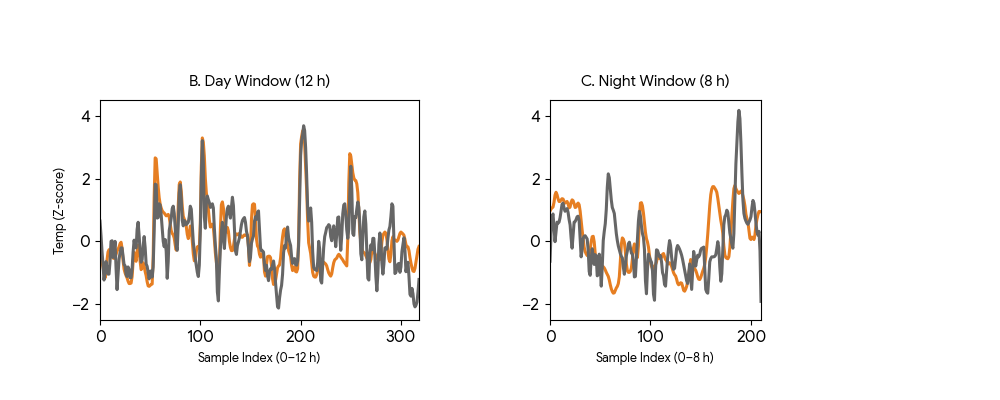 B. Day Window (12 h)
4
2
0
−2
Temp (Z-score)
0 100 200 300
Sample Index (0–12 h)
C. Night Window (8 h)
4
2
0
−2
0 100 200
Sample Index (0–8 h)